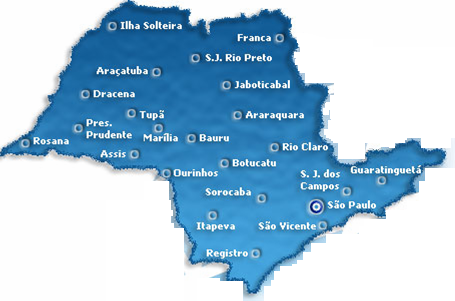 Ilha Solteira
Franca
S.J. Rio Preto
Araçatuba
Jaboticabal
Dracena
Tupã
Araraquara
Pres.
Prudente
Marília
Bauru
Rosana
Rio Claro
Assis
Botucatu
Ourinhos
Guaratinguetá
S. J. dos
Campos
Sorocaba
São Paulo
Itapeva
São Vicente
Registro